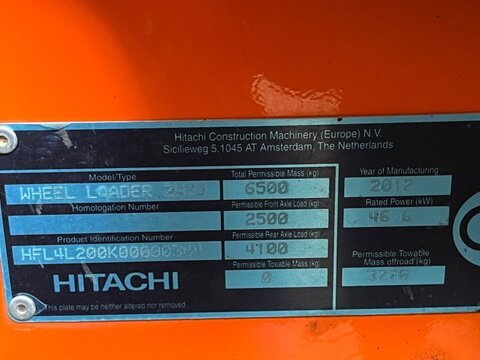 Hitachi Construction Machinery (Europe) N.V.
Sicilieweg 5,1045 AT Amsterdam, The Netherlands
Model/Type
WHEEL LOADER
Total Permissible Mass (kg)
6500
Year of Manufacturing
2012
Homologation Number
Permissible Front Axle Load (kg)
2500
Rated Power (kW)
46.6
Product Identification Number
Permissible Rear Axle Load (kg)
4100
HITACHI
Permissible Towable Mass (kg)
0
Permissible Towable
Mass offroad (kg)
3770
This plate may be neither altered nor removed